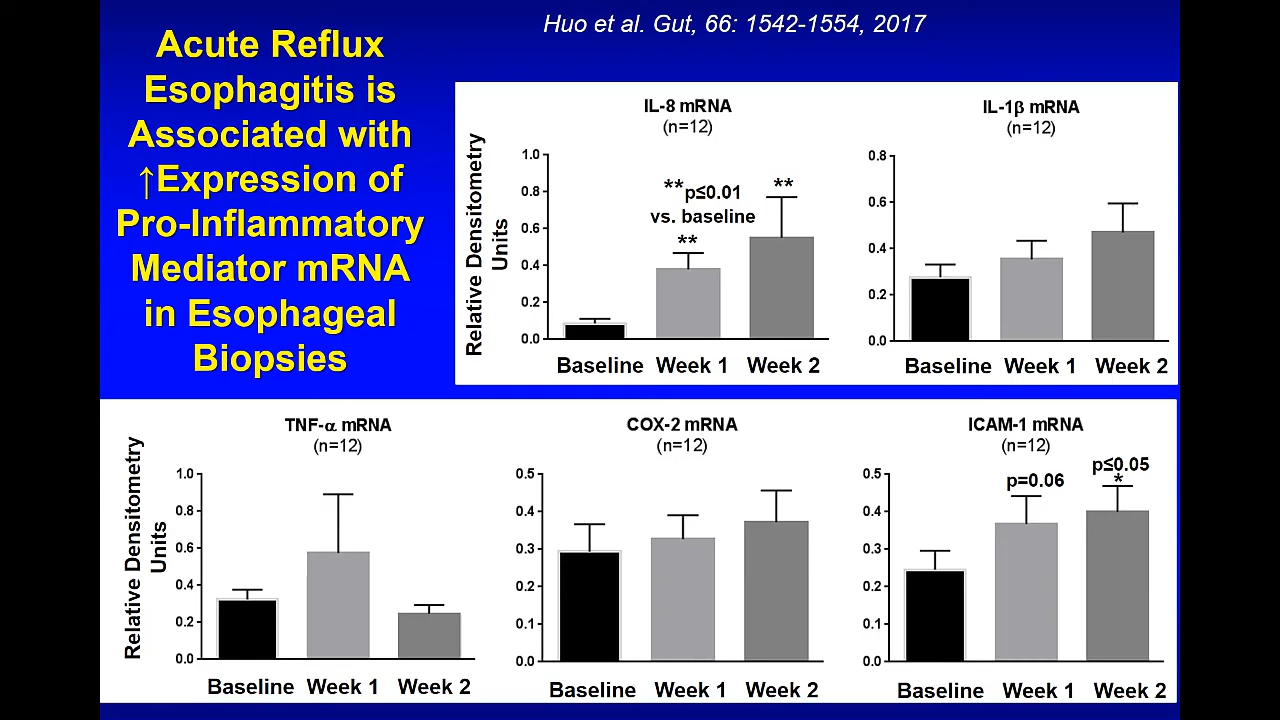 Huo et al. Gut, 66: 1542-1554, 2017
Acute Reflux
Esophagitis is
Associated with
↑Expression of
Pro-Inflammatory
Mediator mRNA
in Esophageal
Biopsies
IL-8 mRNA
(n=12)
Relative Densitometry
Units
1.0
0.8
0.6
0.4
0.2
0.0
**p≤0.01
vs. baseline
**
**
Baseline Week 1 Week 2
IL-1β mRNA
(n=12)
0.8
0.6
0.4
0.2
0.0
Baseline Week 1 Week 2
TNF-α mRNA
(n=12)
Relative Densitometry
Units
1.0
0.8
0.6
0.4
0.2
0.0
Baseline Week 1 Week 2
COX-2 mRNA
(n=12)
0.5
0.4
0.3
0.2
0.1
0.0
Baseline Week 1 Week 2
ICAM-1 mRNA
(n=12)
0.5
0.4
0.3
0.2
0.1
0.0
p=0.06
p≤0.05
*
Baseline Week 1 Week 2